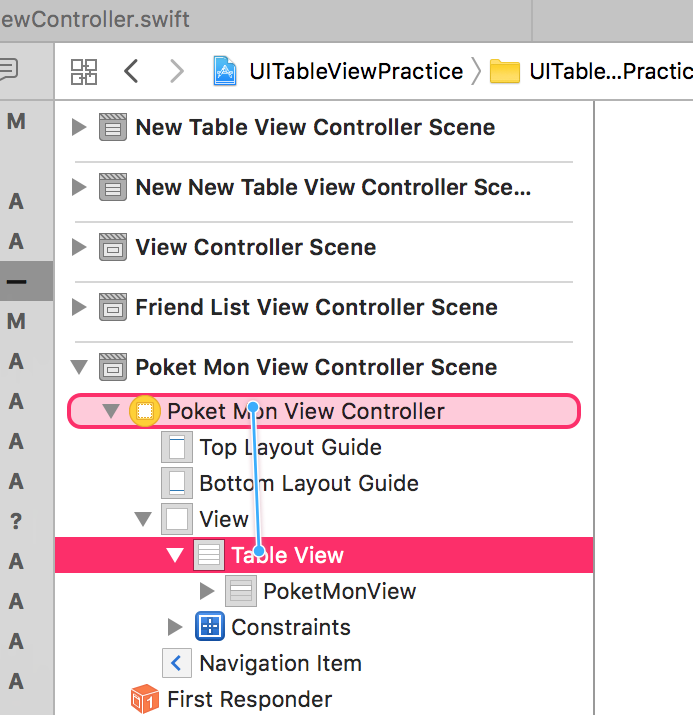 ewController.swift
UITableViewPractice
UITable...Practic
M
New Table View Controller Scene
New New Table View Controller Sce...
A
A
View Controller Scene
Friend List View Controller Scene
M
Poket Mon View Controller Scene
A
Poket Mon View Controller
A
Top Layout Guide
A
Bottom Layout Guide
A
View
?
Table View
A
PoketMonView
A
Constraints
A
Navigation Item
A
1
First Responder